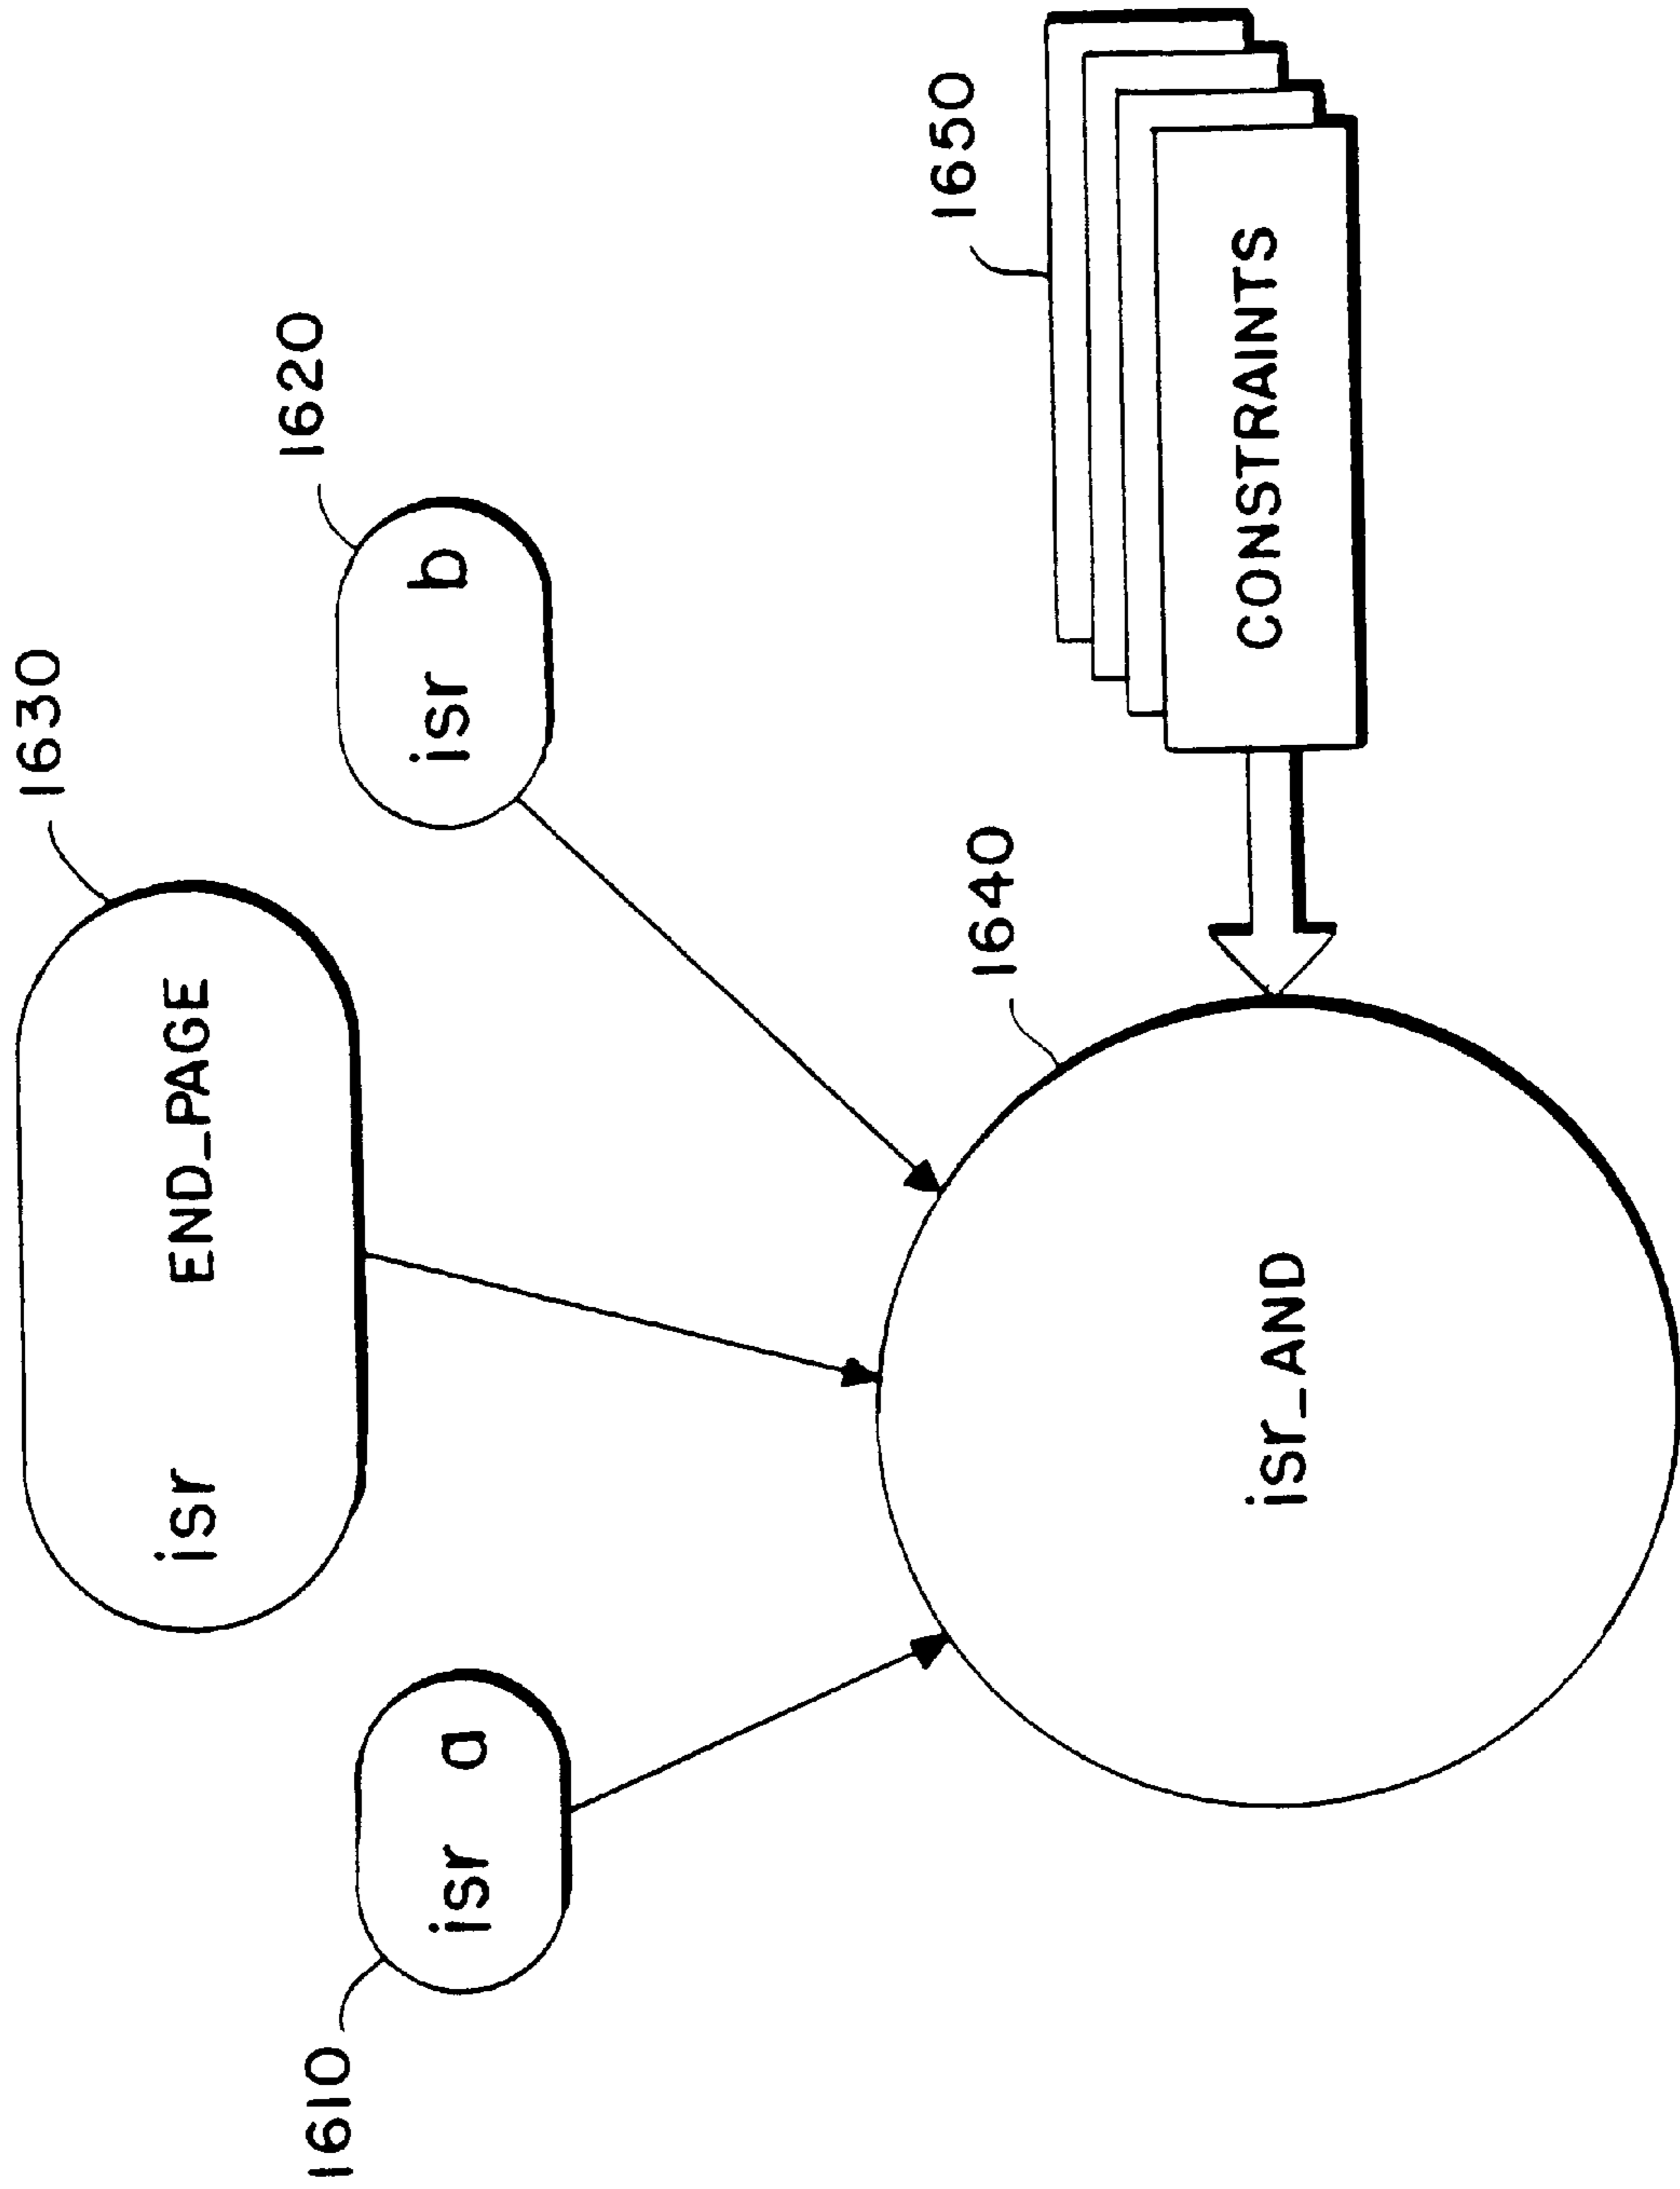 1630
isr END_PAGE
1610
isr a
1620
isr b
1640
isr_AND
1650
CONSTRAINTS